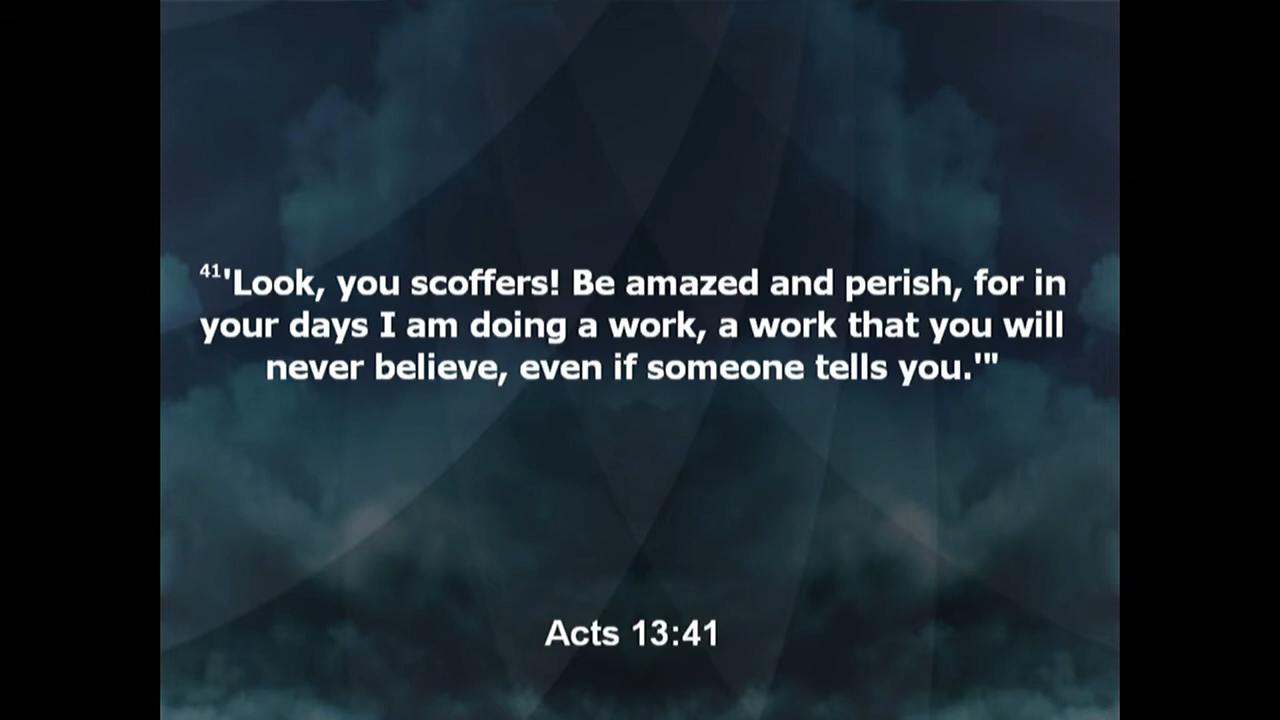 41'Look, you scoffers! Be amazed and perish, for in
your days I am doing a work, a work that you will
never believe, even if someone tells you.'"
Acts 13:41